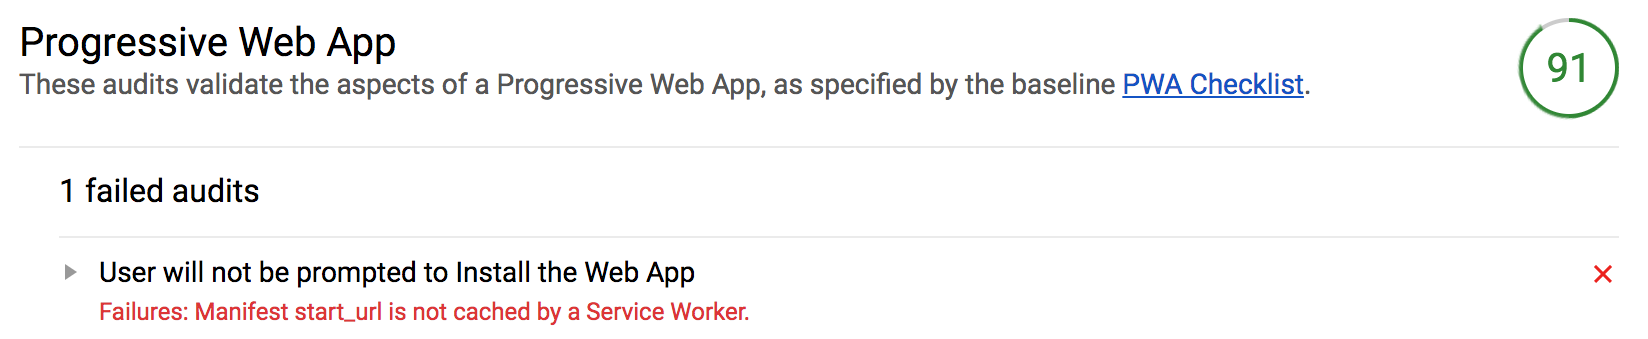 Progressive Web App
These audits validate the aspects of a Progressive Web App, as specified by the baseline PWA Checklist.
91
1 failed audits
User will not be prompted to Install the Web App
Failures: Manifest start_url is not cached by a Service Worker.